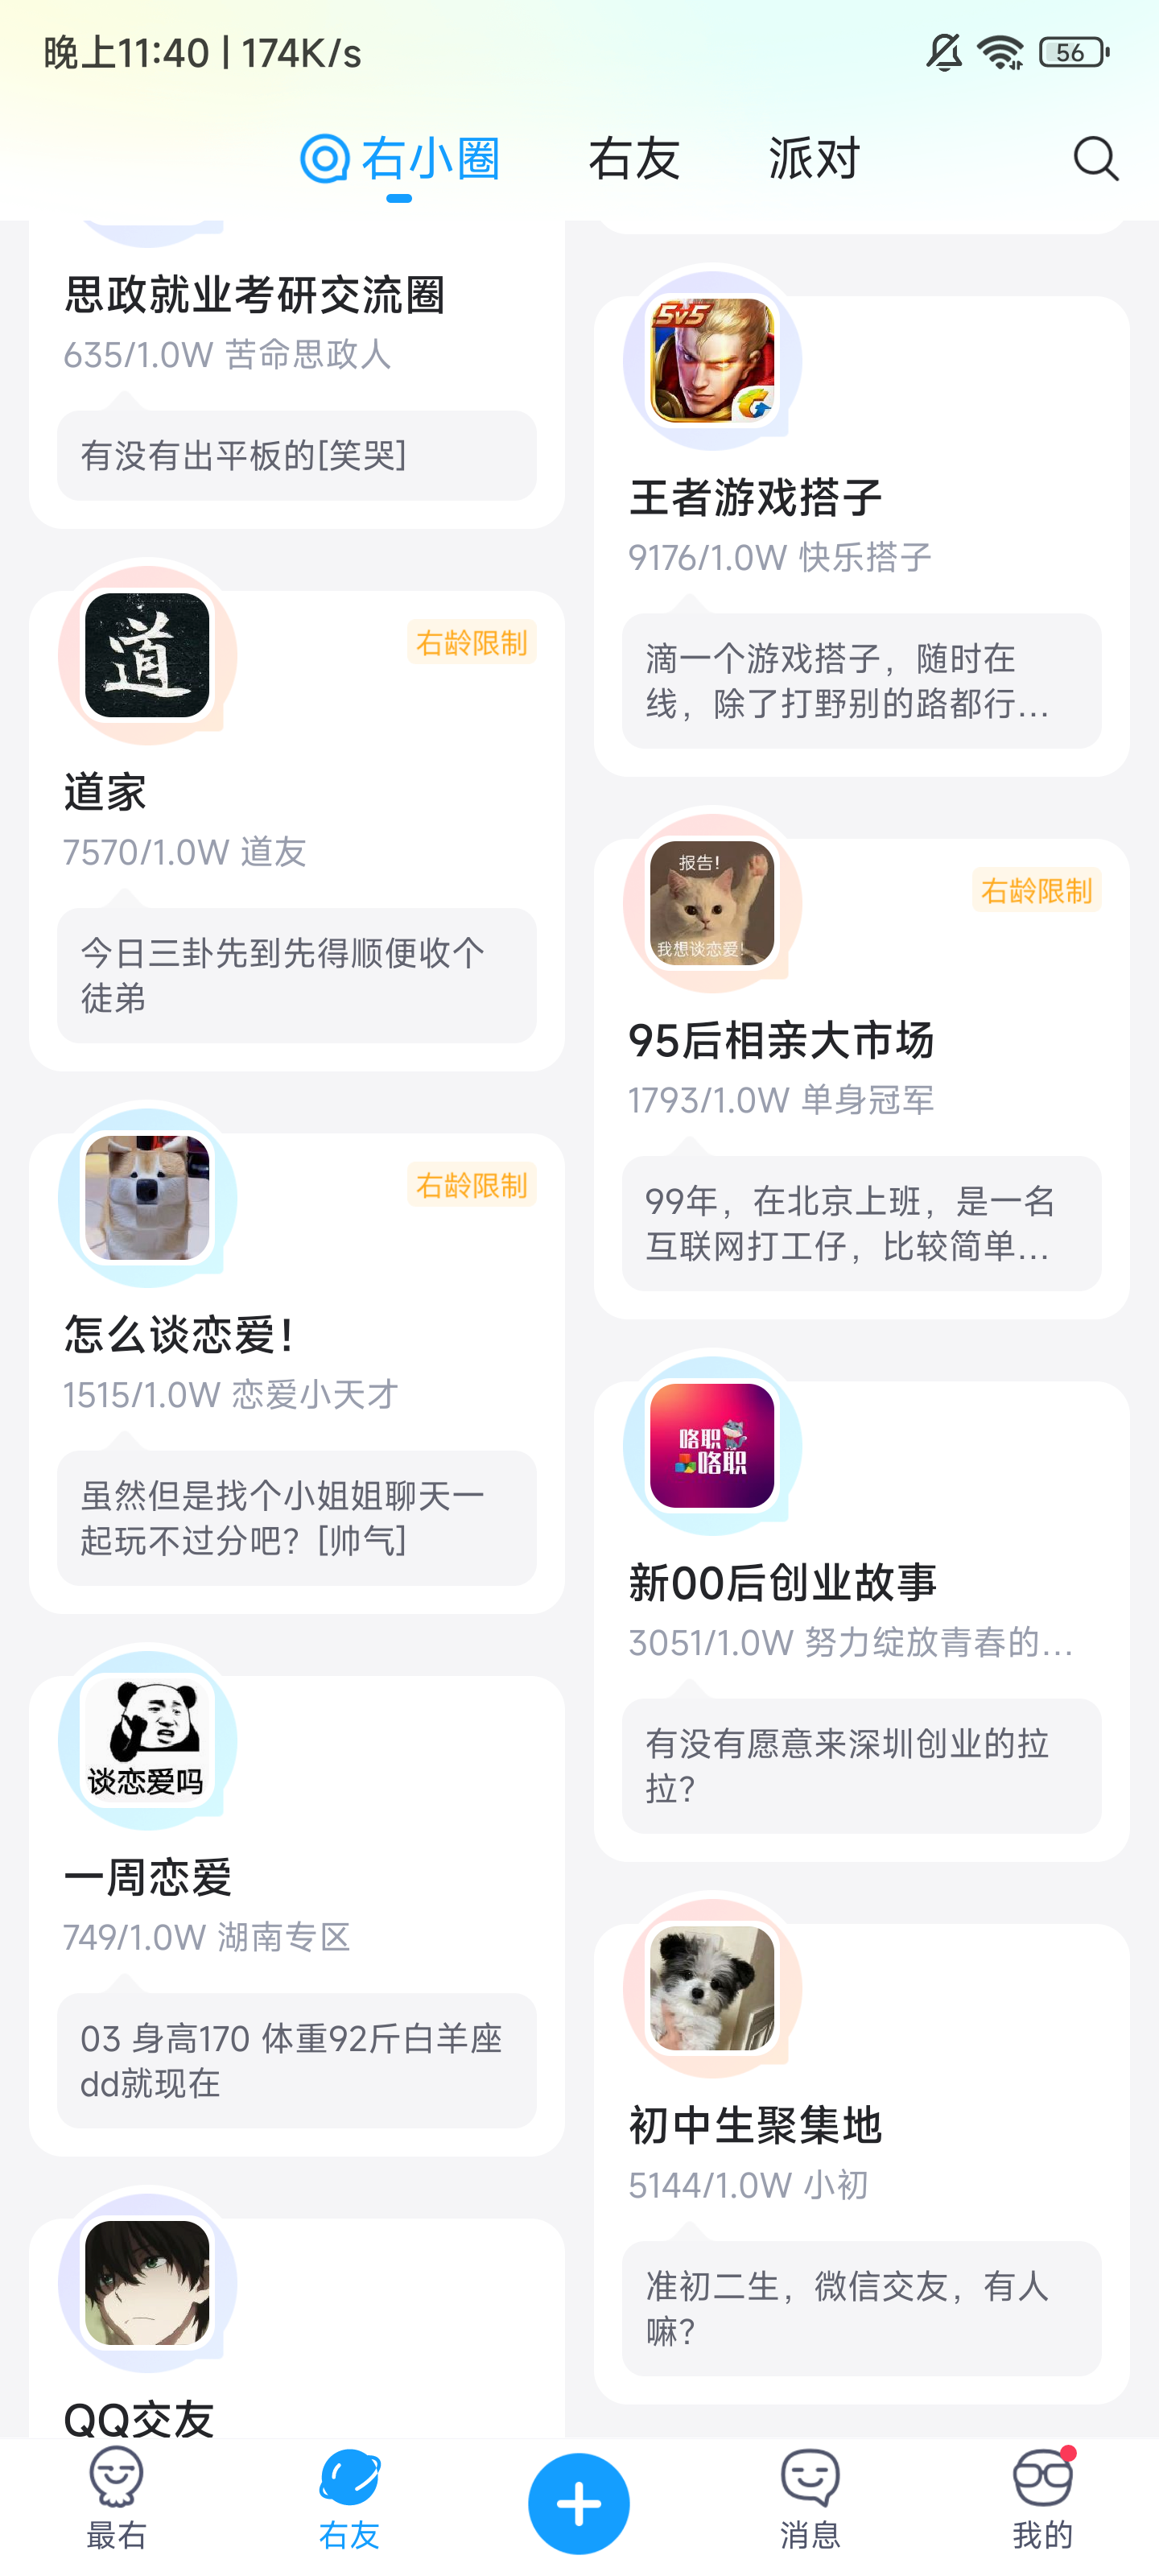 晚上11:40 | 174K/s
56
右小圈
右友
派对
思政就业考研交流圈
635/1.0W 苦命思政人
有没有出平板的[笑哭]
道
右龄限制
道家
7570/1.0W 道友
今日三卦先到先得顺便收个
徒弟
右龄限制
怎么谈恋爱！
1515/1.0W 恋爱小天才
虽然但是找个小姐姐聊天一
起玩不过分吧？[帅气]
谈恋爱吗
一周恋爱
749/1.0W 湖南专区
03 身高170 体重92斤白羊座
dd就现在
QQ交友
5v5
王者游戏搭子
9176/1.0W 快乐搭子
滴一个游戏搭子，随时在
线，除了打野别的路都行...
报告！
我想谈恋爱！
右龄限制
95后相亲大市场
1793/1.0W 单身冠军
99年，在北京上班，是一名
互联网打工仔，比较简单...
咯职
咯职
新00后创业故事
3051/1.0W 努力绽放青春的...
有没有愿意来深圳创业的拉
拉？
初中生聚集地
5144/1.0W 小初
准初二生，微信交友，有人
嘛？
最右
右友
消息
我的